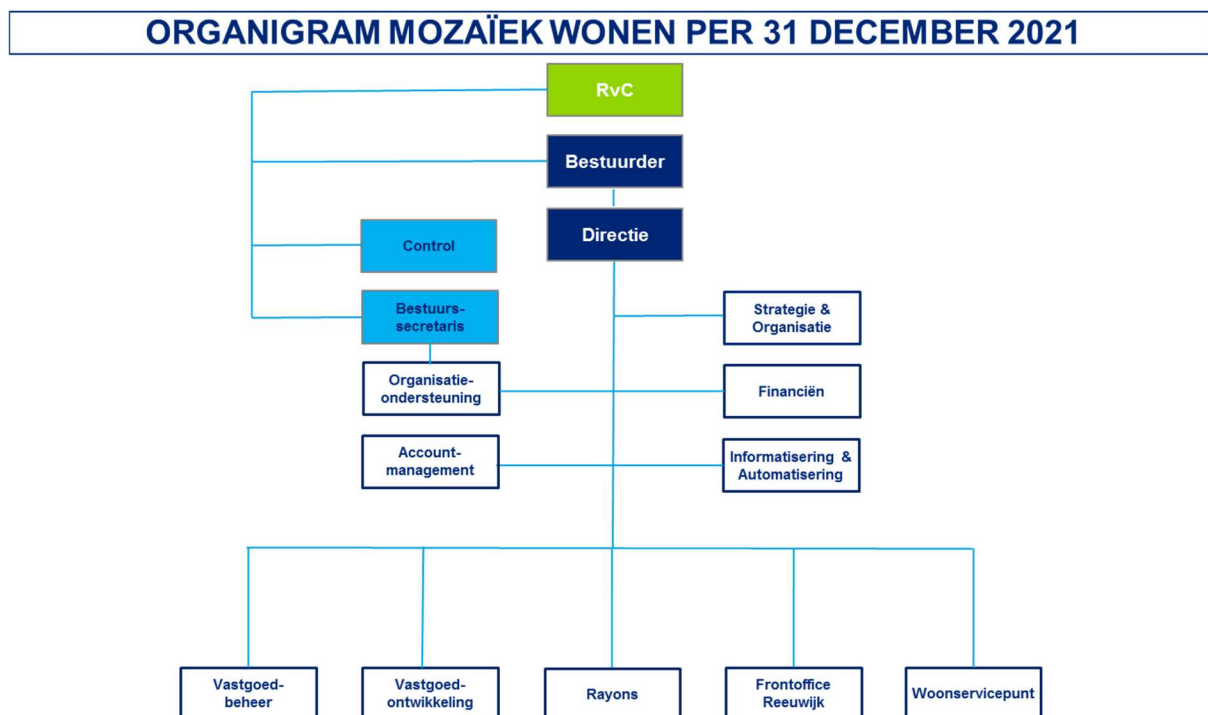 ORGANIGRAM MOZAÏEK WONEN PER 31 DECEMBER 2021
RvC
Bestuurder
Directie
Control
Bestuurs-
secretaris
Strategie &
Organisatie
Organisatie-
ondersteuning
Financiën
Account-
management
Informatisering &
Automatisering
Vastgoed-
beheer
Vastgoed-
ontwikkeling
Rayons
Frontoffice
Reeuwijk
Woonservicepunt